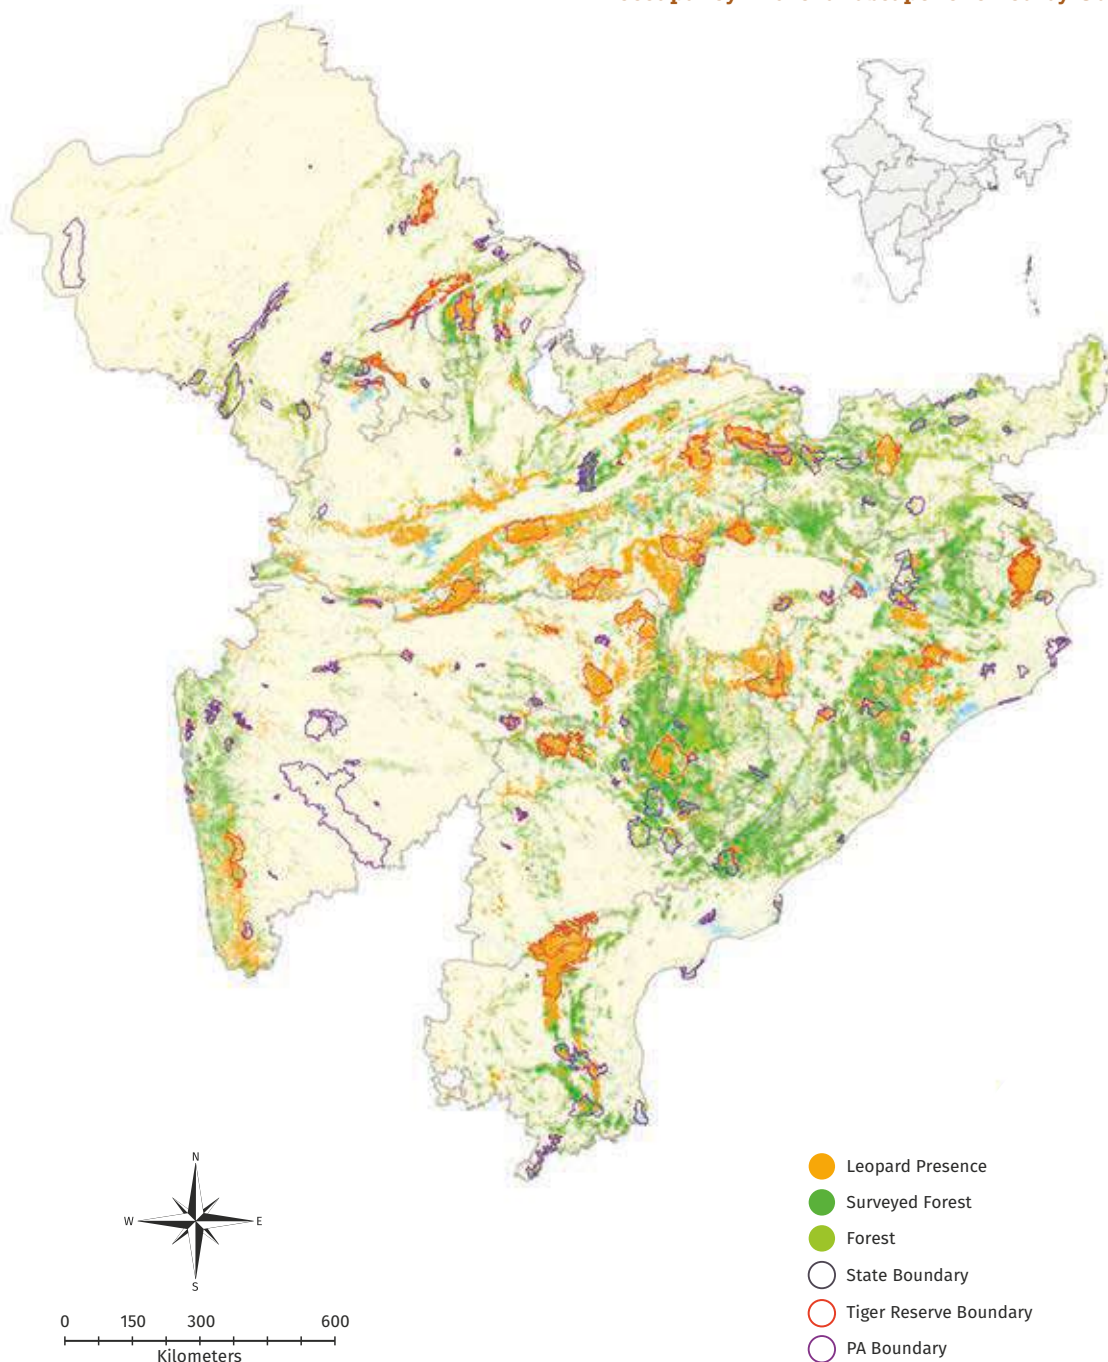 N
W E
S
0 150 300 600
Kilometers
Leopard Presence
Surveyed Forest
Forest
State Boundary
Tiger Reserve Boundary
PA Boundary